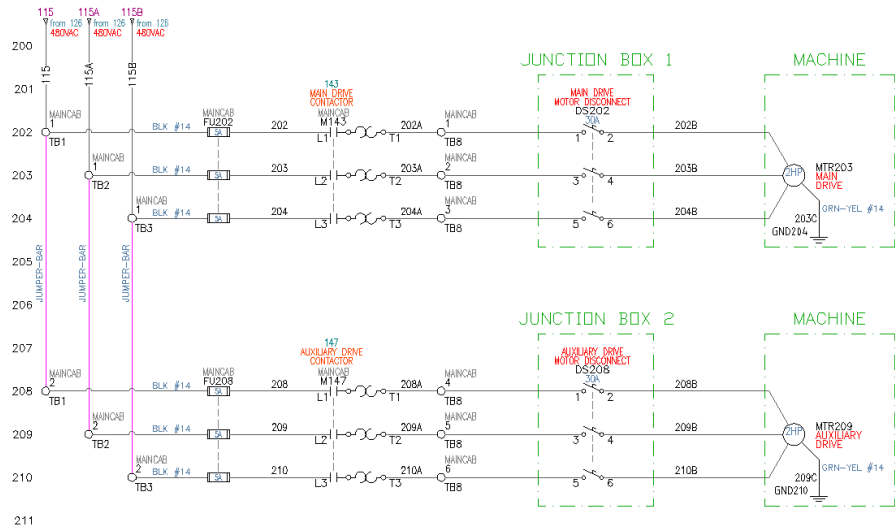 115 115A 115B
from 126 from 126 from 126
480VAC 480VAC 480VAC
200
JUNCTION BOX 1 MACHINE
115 115A 115B
201
143
MAIN DRIVE
CONTACTOR
MAIN DRIVE
MOTOR DISCONNECT
MAINCAB MAINCAB MAINCAB MAINCAB DS202
FU202 M143 30A
202 1 TB1 BLK #14 5A 202 L1 T1 202A 1 TB8 1 2 202B
MAINCAB
203 1 TB2 BLK #14 5A 203 L2 T2 203A 2 TB8 3 4 203B 2HP MTR203
MAIN
DRIVE
MAINCAB
204 1 TB3 BLK #14 5A 204 L3 T3 204A 3 TB8 5 6 204B GRN-YEL #14
203C
GND204
205
JUMPER-BAR JUMPER-BAR JUMPER-BAR
206
JUNCTION BOX 2 MACHINE
207
147
AUXILIARY DRIVE
CONTACTOR
AUXILIARY DRIVE
MOTOR DISCONNECT
MAINCAB MAINCAB MAINCAB MAINCAB DS208
FU208 M147 30A
208 2 TB1 BLK #14 5A 208 L1 T1 208A 4 TB8 1 2 208B
MAINCAB
209 2 TB2 BLK #14 5A 209 L2 T2 209A 5 TB8 3 4 209B 2HP MTR209
AUXILIARY
DRIVE
MAINCAB
210 2 TB3 BLK #14 5A 210 L3 T3 210A 6 TB8 5 6 210B GRN-YEL #14
209C
GND210
211